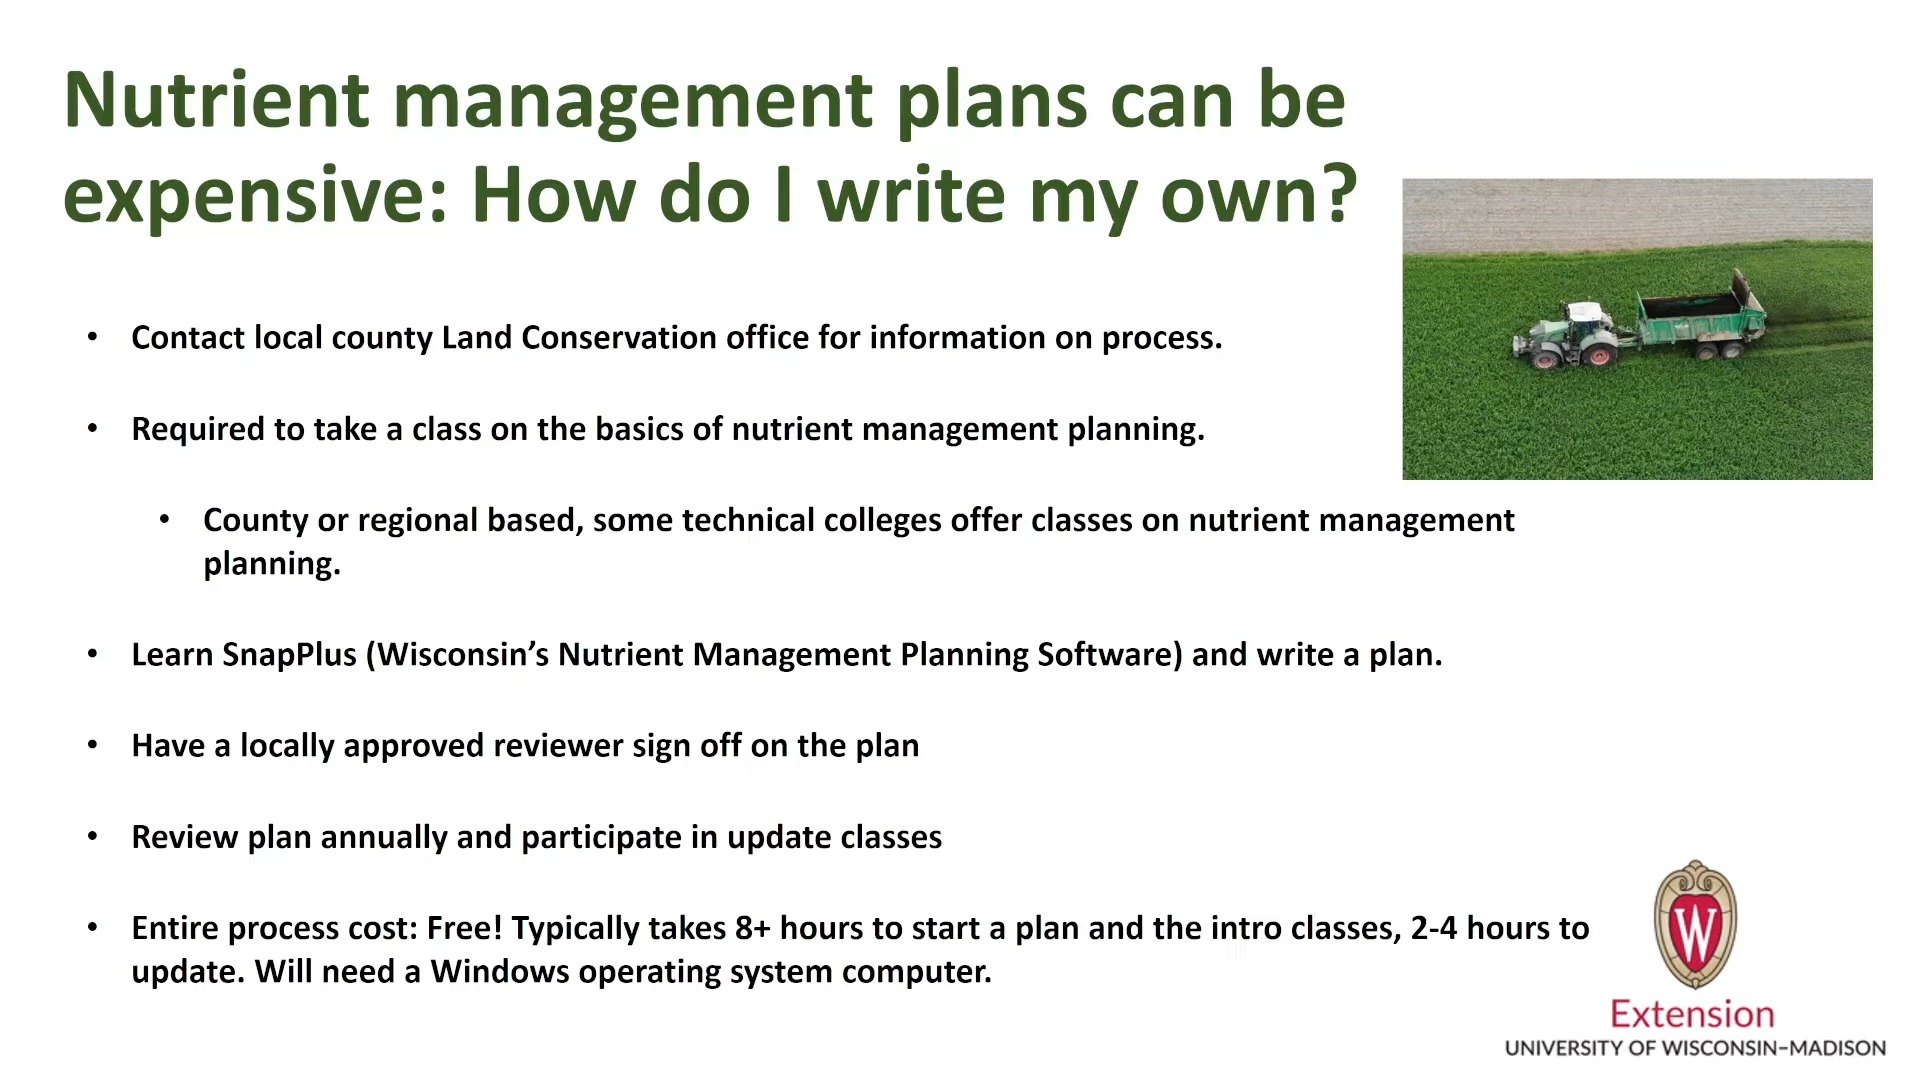 Nutrient management plans can be
expensive: How do I write my own?
• Contact local county Land Conservation office for information on process.
• Required to take a class on the basics of nutrient management planning.
• County or regional based, some technical colleges offer classes on nutrient management
planning.
• Learn SnapPlus (Wisconsin’s Nutrient Management Planning Software) and write a plan.
• Have a locally approved reviewer sign off on the plan
• Review plan annually and participate in update classes
• Entire process cost: Free! Typically takes 8+ hours to start a plan and the intro classes, 2-4 hours to
update. Will need a Windows operating system computer.
W
Extension
UNIVERSITY OF WISCONSIN–MADISON